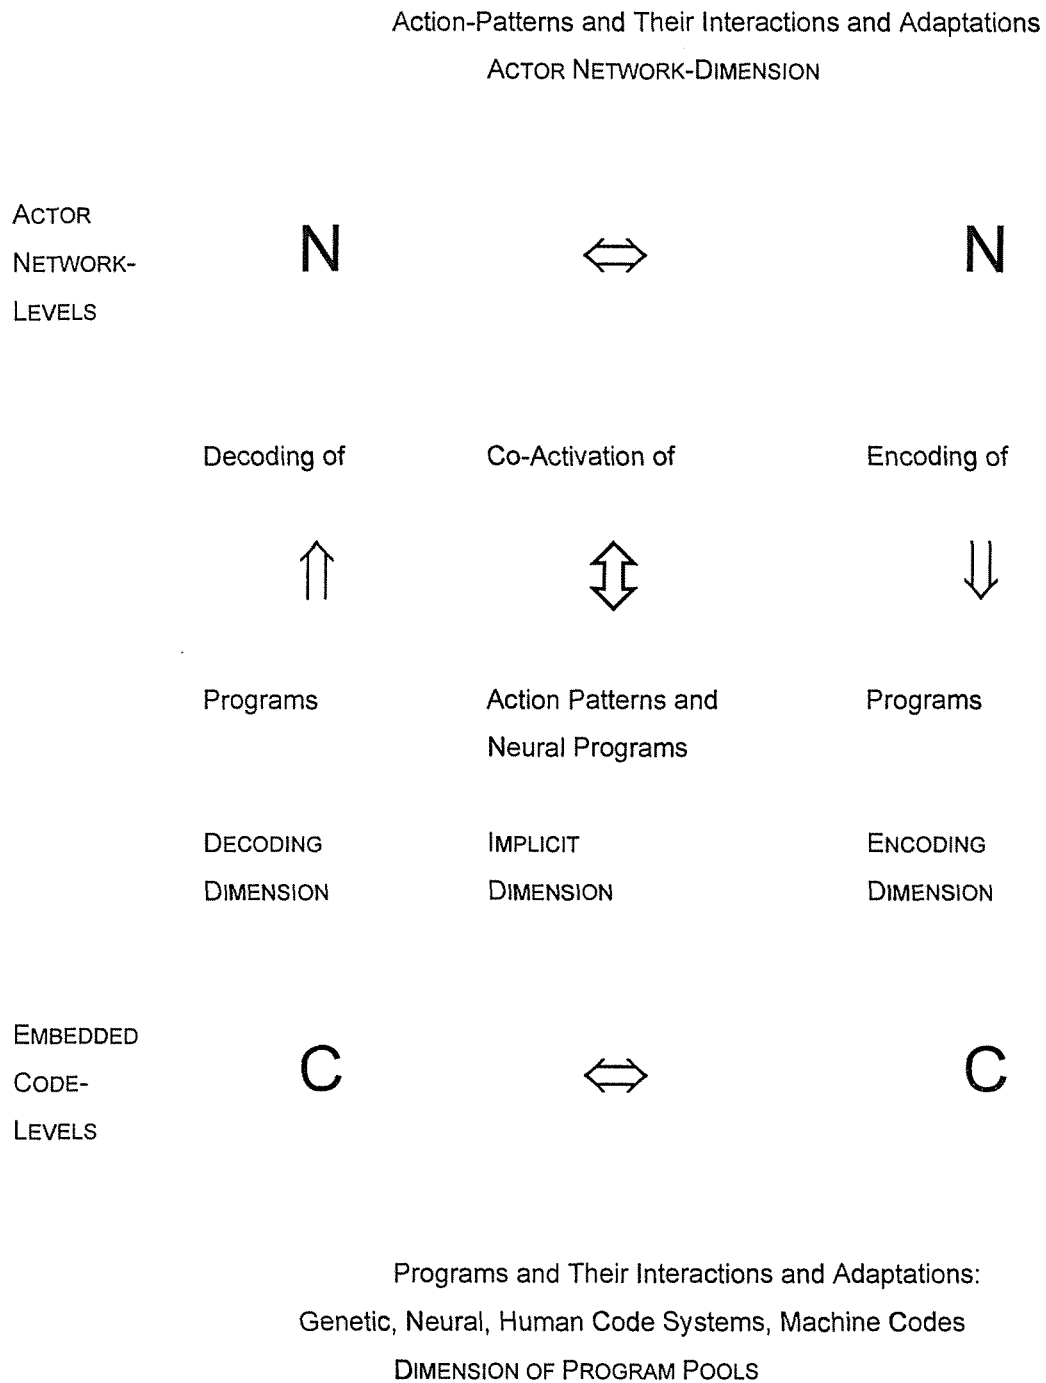 Action-Patterns and Their Interactions and Adaptations
ACTOR NETWORK-DIMENSION
ACTOR
NETWORK-
LEVELS
N N
Decoding of Co-Activation of Encoding of
Programs Action Patterns and Programs
Neural Programs
DECODING IMPLICIT ENCODING
DIMENSION DIMENSION DIMENSION
EMBEDDED
CODE-
LEVELS
C C
Programs and Their Interactions and Adaptations:
Genetic, Neural, Human Code Systems, Machine Codes
DIMENSION OF PROGRAM POOLS